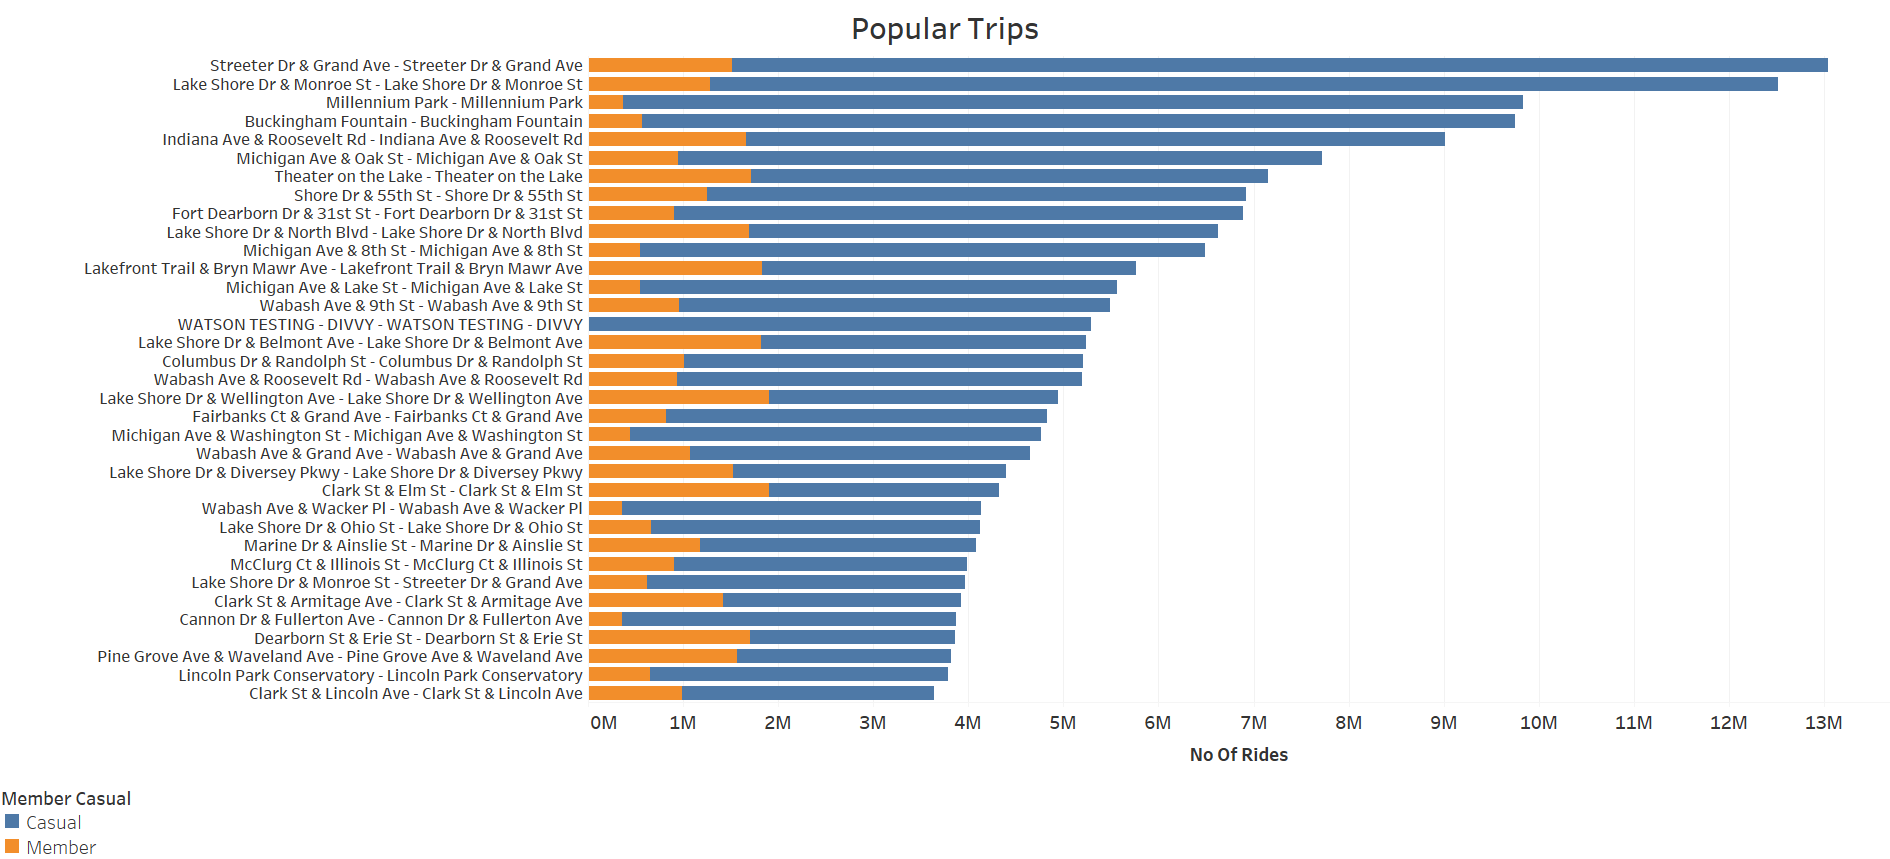 Popular Trips
Streeter Dr & Grand Ave - Streeter Dr & Grand Ave
Lake Shore Dr & Monroe St - Lake Shore Dr & Monroe St
Millennium Park - Millennium Park
Buckingham Fountain - Buckingham Fountain
Indiana Ave & Roosevelt Rd - Indiana Ave & Roosevelt Rd
Michigan Ave & Oak St - Michigan Ave & Oak St
Theater on the Lake - Theater on the Lake
Shore Dr & 55th St - Shore Dr & 55th St
Fort Dearborn Dr & 31st St - Fort Dearborn Dr & 31st St
Lake Shore Dr & North Blvd - Lake Shore Dr & North Blvd
Michigan Ave & 8th St - Michigan Ave & 8th St
Lakefront Trail & Bryn Mawr Ave - Lakefront Trail & Bryn Mawr Ave
Michigan Ave & Lake St - Michigan Ave & Lake St
Wabash Ave & 9th St - Wabash Ave & 9th St
WATSON TESTING - DIVVY - WATSON TESTING - DIVVY
Lake Shore Dr & Belmont Ave - Lake Shore Dr & Belmont Ave
Columbus Dr & Randolph St - Columbus Dr & Randolph St
Wabash Ave & Roosevelt Rd - Wabash Ave & Roosevelt Rd
Lake Shore Dr & Wellington Ave - Lake Shore Dr & Wellington Ave
Fairbanks Ct & Grand Ave - Fairbanks Ct & Grand Ave
Michigan Ave & Washington St - Michigan Ave & Washington St
Wabash Ave & Grand Ave - Wabash Ave & Grand Ave
Lake Shore Dr & Diversey Pkwy - Lake Shore Dr & Diversey Pkwy
Clark St & Elm St - Clark St & Elm St
Wabash Ave & Wacker Pl - Wabash Ave & Wacker Pl
Lake Shore Dr & Ohio St - Lake Shore Dr & Ohio St
Marine Dr & Ainslie St - Marine Dr & Ainslie St
McClurg Ct & Illinois St - McClurg Ct & Illinois St
Lake Shore Dr & Monroe St - Streeter Dr & Grand Ave
Clark St & Armitage Ave - Clark St & Armitage Ave
Cannon Dr & Fullerton Ave - Cannon Dr & Fullerton Ave
Dearborn St & Erie St - Dearborn St & Erie St
Pine Grove Ave & Waveland Ave - Pine Grove Ave & Waveland Ave
Lincoln Park Conservatory - Lincoln Park Conservatory
Clark St & Lincoln Ave - Clark St & Lincoln Ave
0M 1M 2M 3M 4M 5M 6M 7M 8M 9M 10M 11M 12M 13M
No Of Rides
Member Casual
Casual
Member